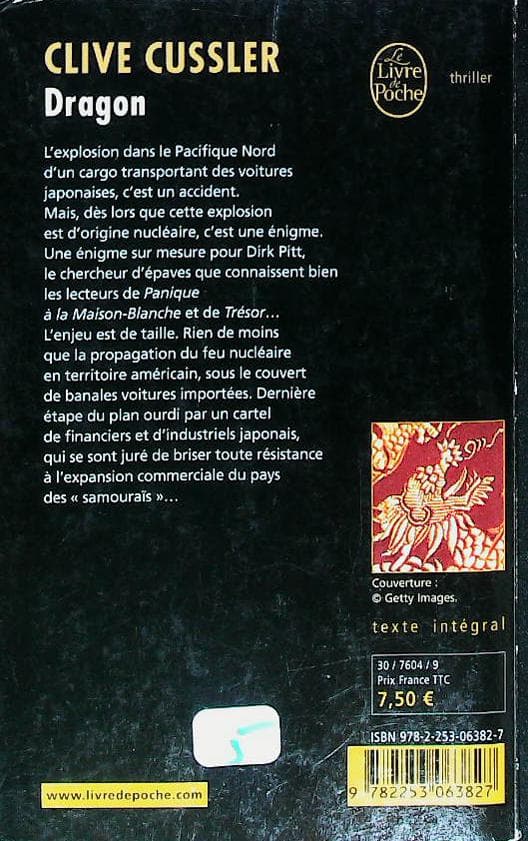 CLIVE CUSSLER
Dragon
Le
Livre
de
Poche
thriller
L'explosion dans le Pacifique Nord
d'un cargo transportant des voitures
japonaises, c'est un accident.
Mais, dès lors que cette explosion
est d'origine nucléaire, c'est une énigme.
Une énigme sur mesure pour Dirk Pitt,
le chercheur d'épaves que connaissent bien
les lecteurs de Panique
à la Maison-Blanche et de Trésor...
L'enjeu est de taille. Rien de moins
que la propagation du feu nucléaire
en territoire américain, sous le couvert
de banales voitures importées. Dernière
étape du plan ourdi par un cartel
de financiers et d'industriels japonais,
qui se sont juré de briser toute résistance
à l'expansion commerciale du pays
des « samouraïs »...
Couverture :
© Getty Images.
texte intégral
30 / 7604 / 9
Prix France TTC
7,50 €
ISBN 978-2-253-06382-7
9 782253 063827
5
www.livredepoche.com